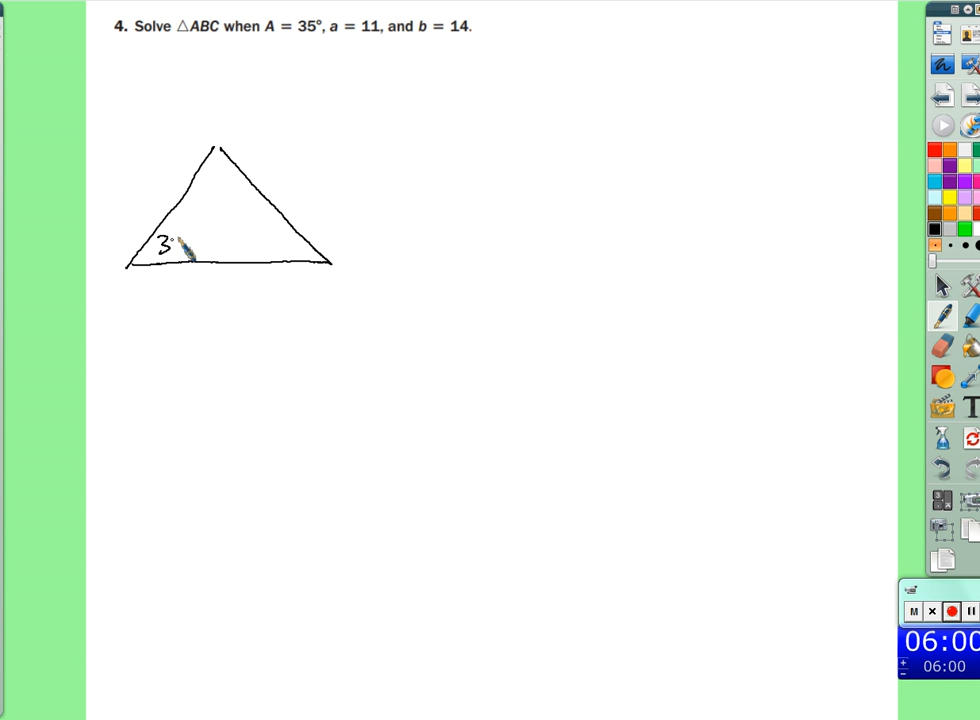 4. Solve △ABC when A = 35°, a = 11, and b = 14.
3
M
06:00
06:00